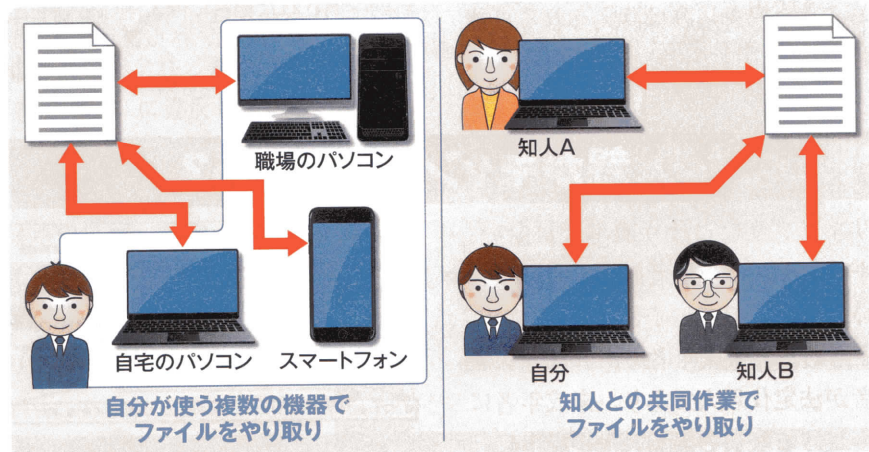 職場のパソコン
自宅のパソコン
スマートフォン
自分が使う複数の機器で
ファイルをやり取り
知人A
自分
知人B
知人との共同作業で
ファイルをやり取り